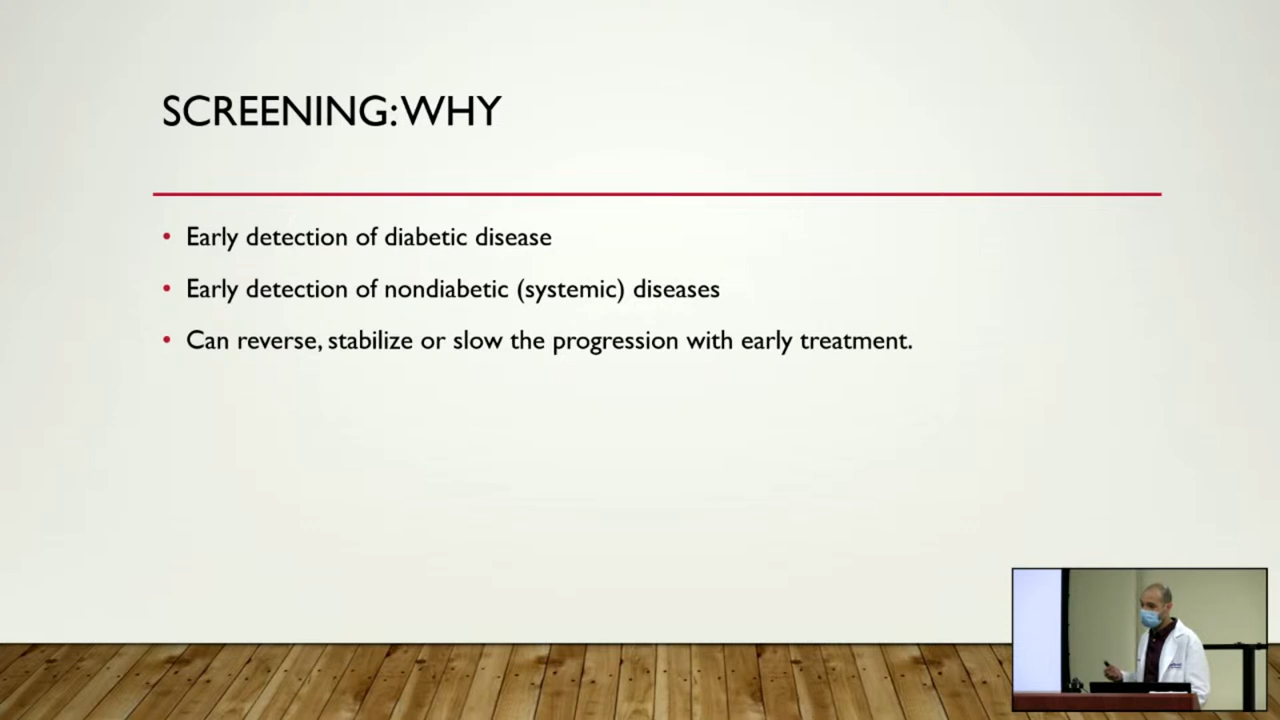 SCREENING: WHY
Early detection of diabetic disease
Early detection of nondiabetic (systemic) diseases
Can reverse, stabilize or slow the progression with early treatment.